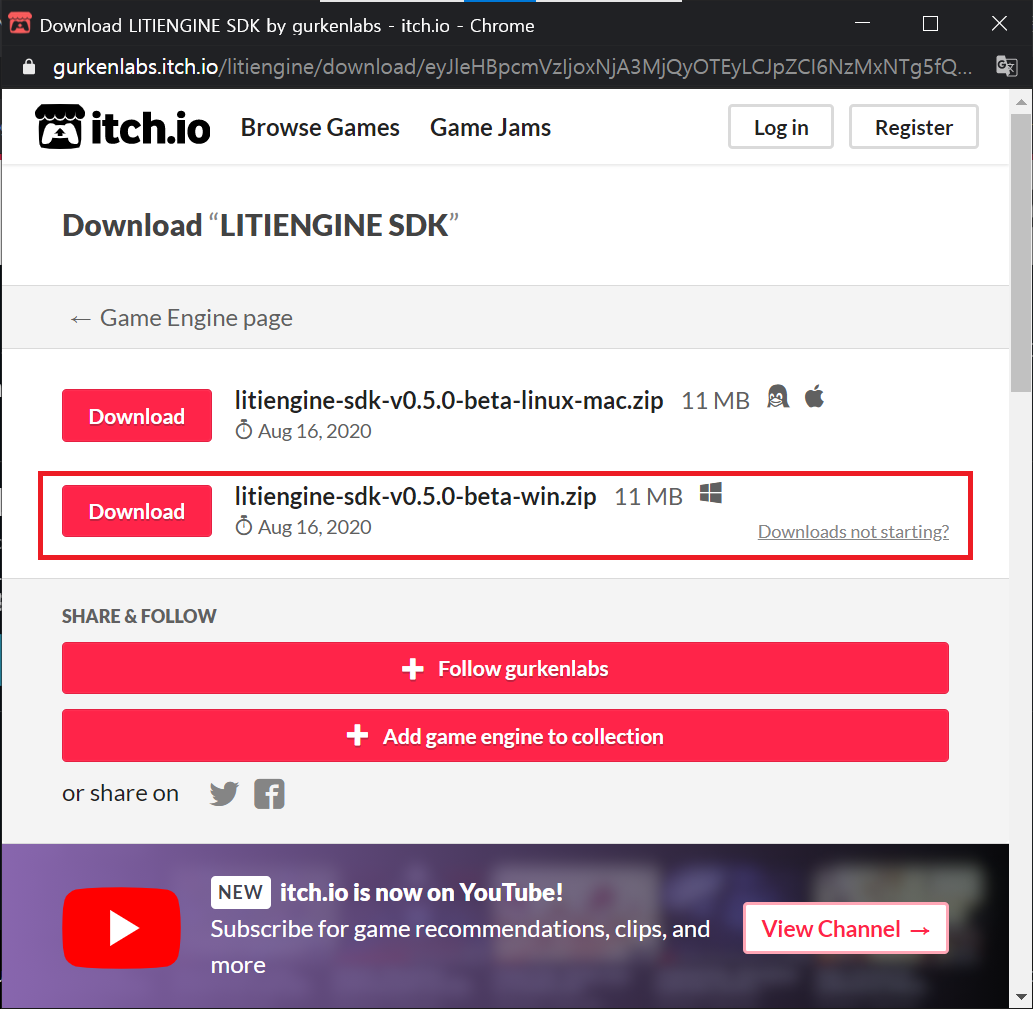 Download LITIENGINE SDK by gurkenlabs - itch.io - Chrome
gurkenlabs.itch.io/litiengine/download/eyJleHBpcmVzIjoxNjA3MjQyOTEyLCJpZCI6NzMxNTg5fQ...
itch.io Browse Games Game Jams Log in Register
Download “LITIENGINE SDK”
← Game Engine page
Download litiengine-sdk-v0.5.0-beta-linux-mac.zip 11 MB
Aug 16, 2020
Download litiengine-sdk-v0.5.0-beta-win.zip 11 MB
Aug 16, 2020
Downloads not starting?
SHARE & FOLLOW
Follow gurkenlabs
Add game engine to collection
or share on
NEW itch.io is now on YouTube!
Subscribe for game recommendations, clips, and
more
View Channel →